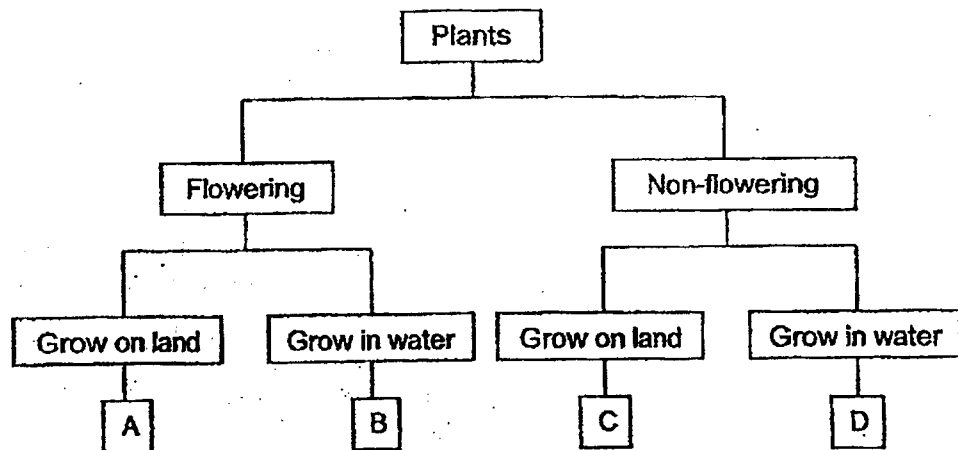 Plants
Flowering
Non-flowering
Grow on land
Grow in water
Grow on land
Grow in water
A
B
C
D